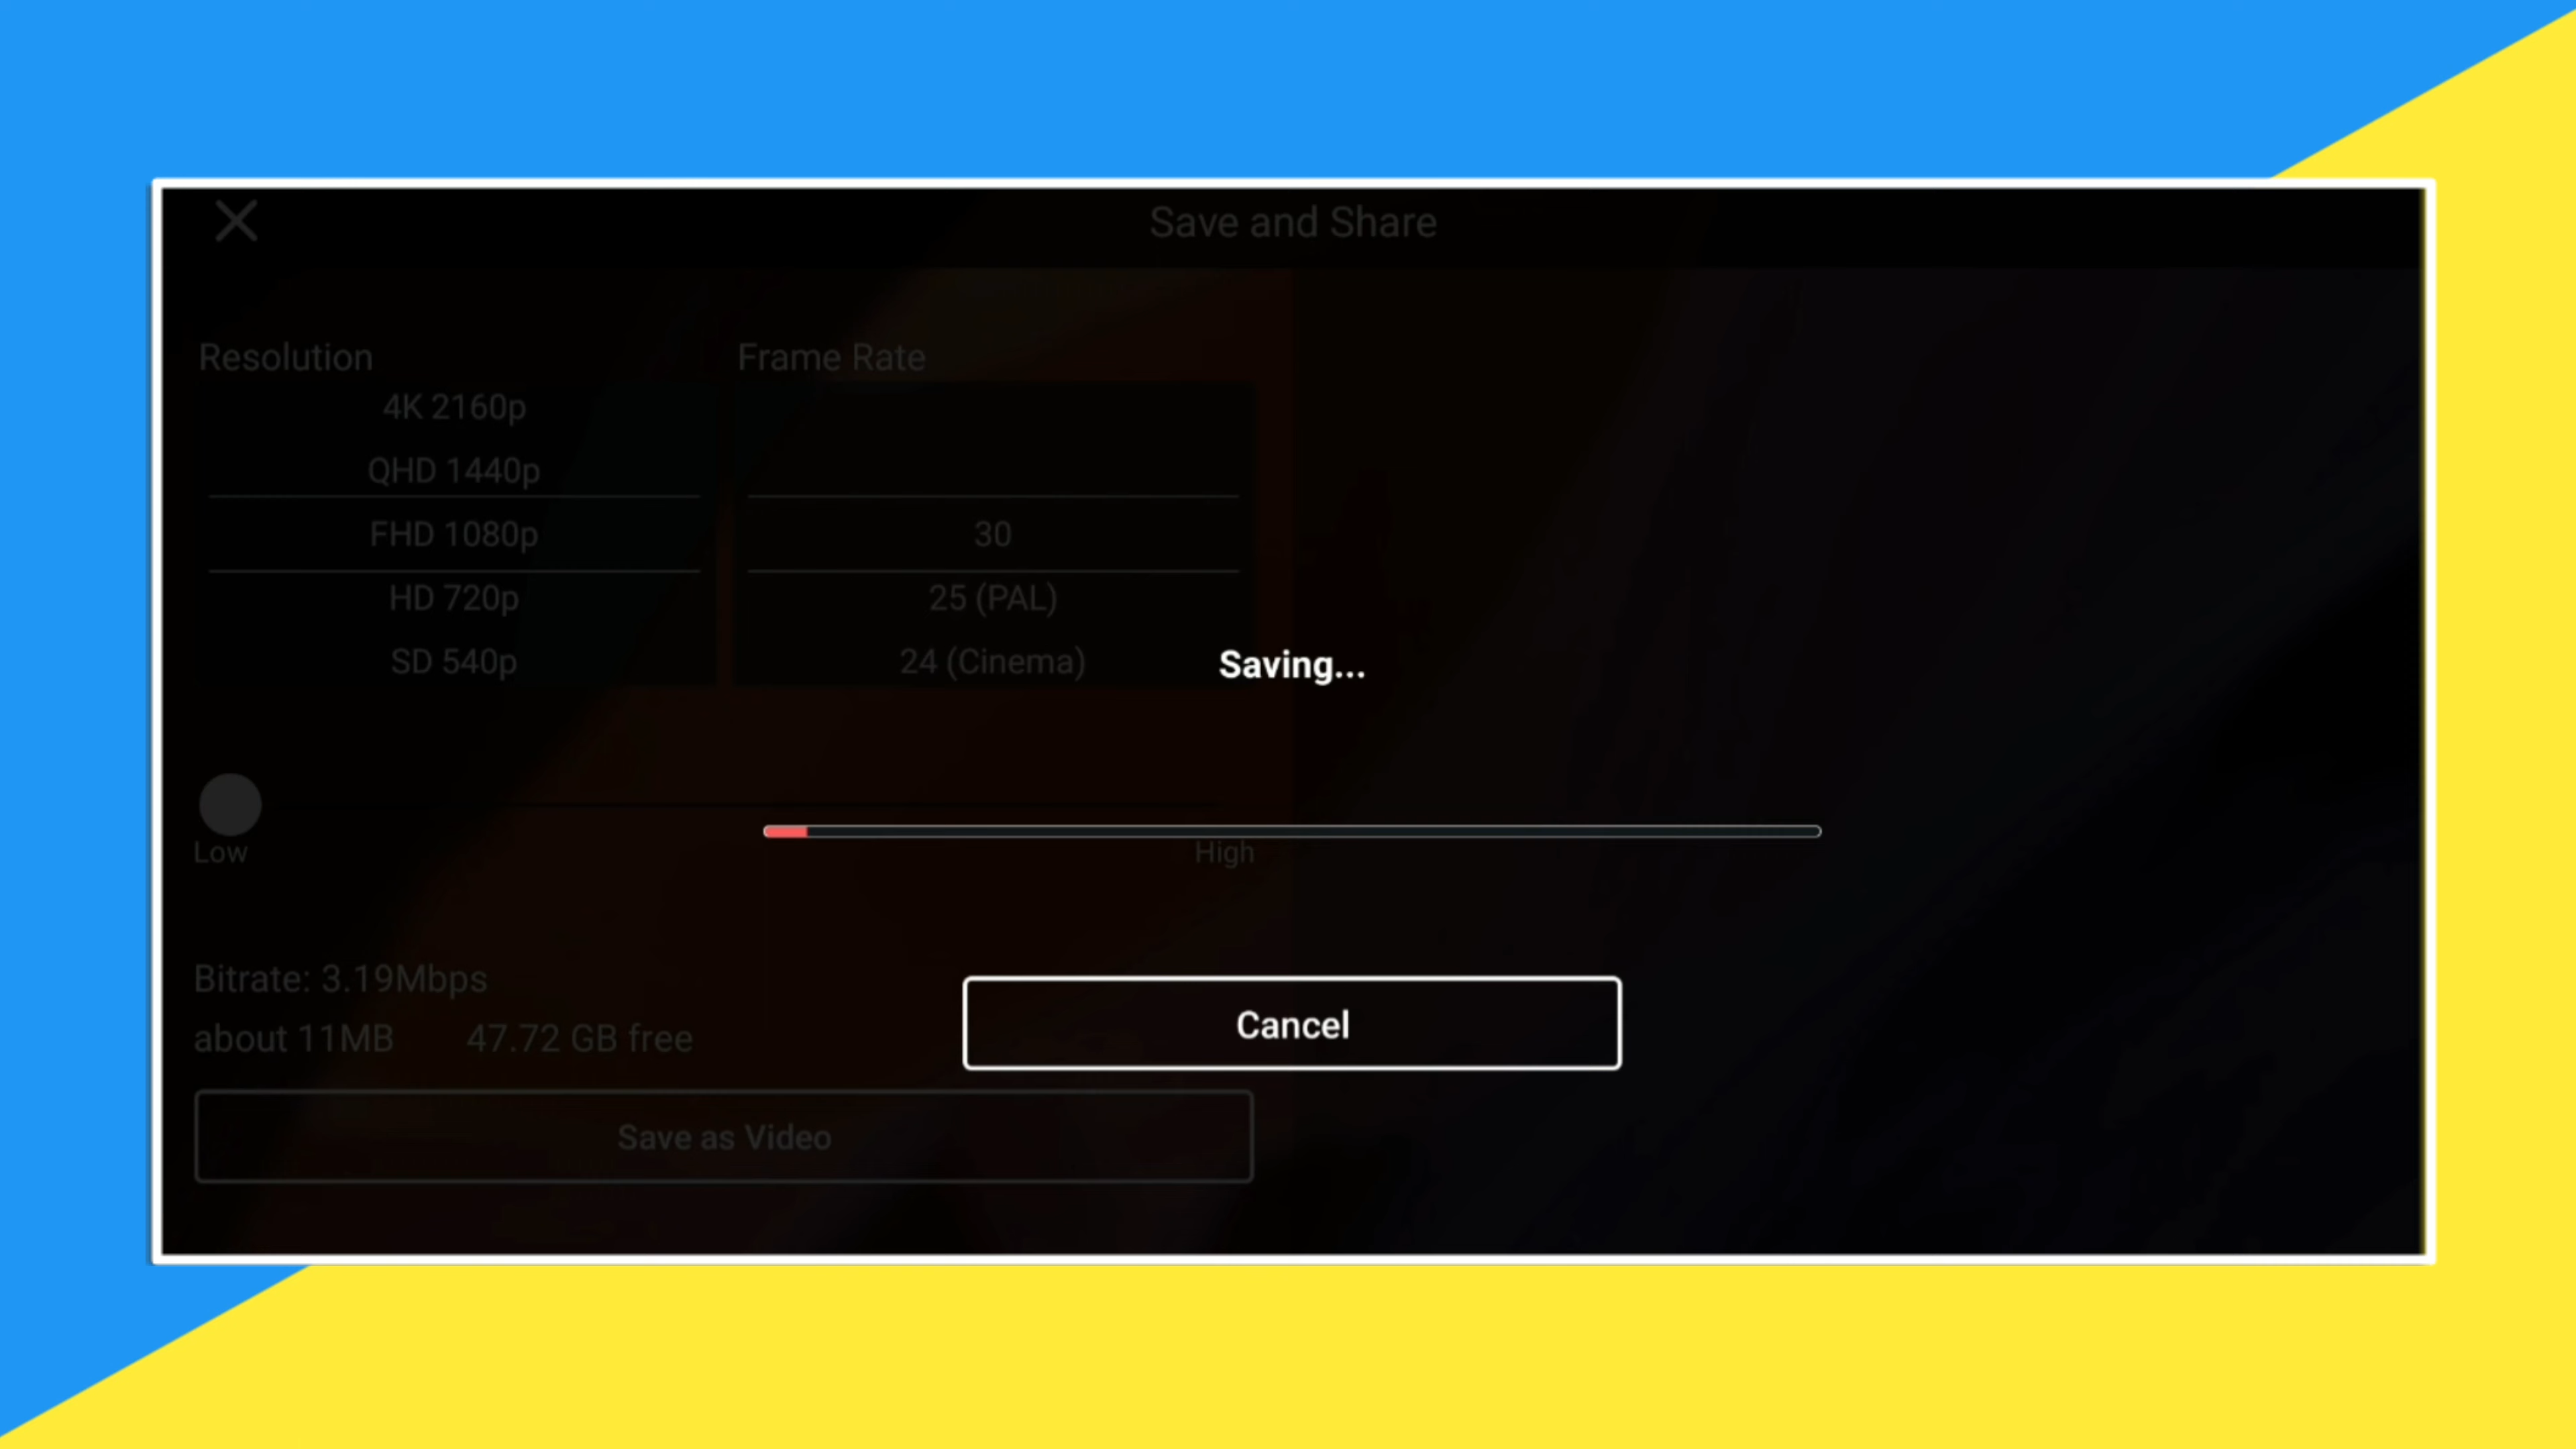 Save and Share
Resolution
Frame Rate
4K 2160p
QHD 1440p
FHD 1080p
30
HD 720p
25 (PAL)
SD 540p
24 (Cinema)
Saving...
Low
High
Bitrate: 3.19Mbps
about 11MB 47.72 GB free
Cancel
Save as Video